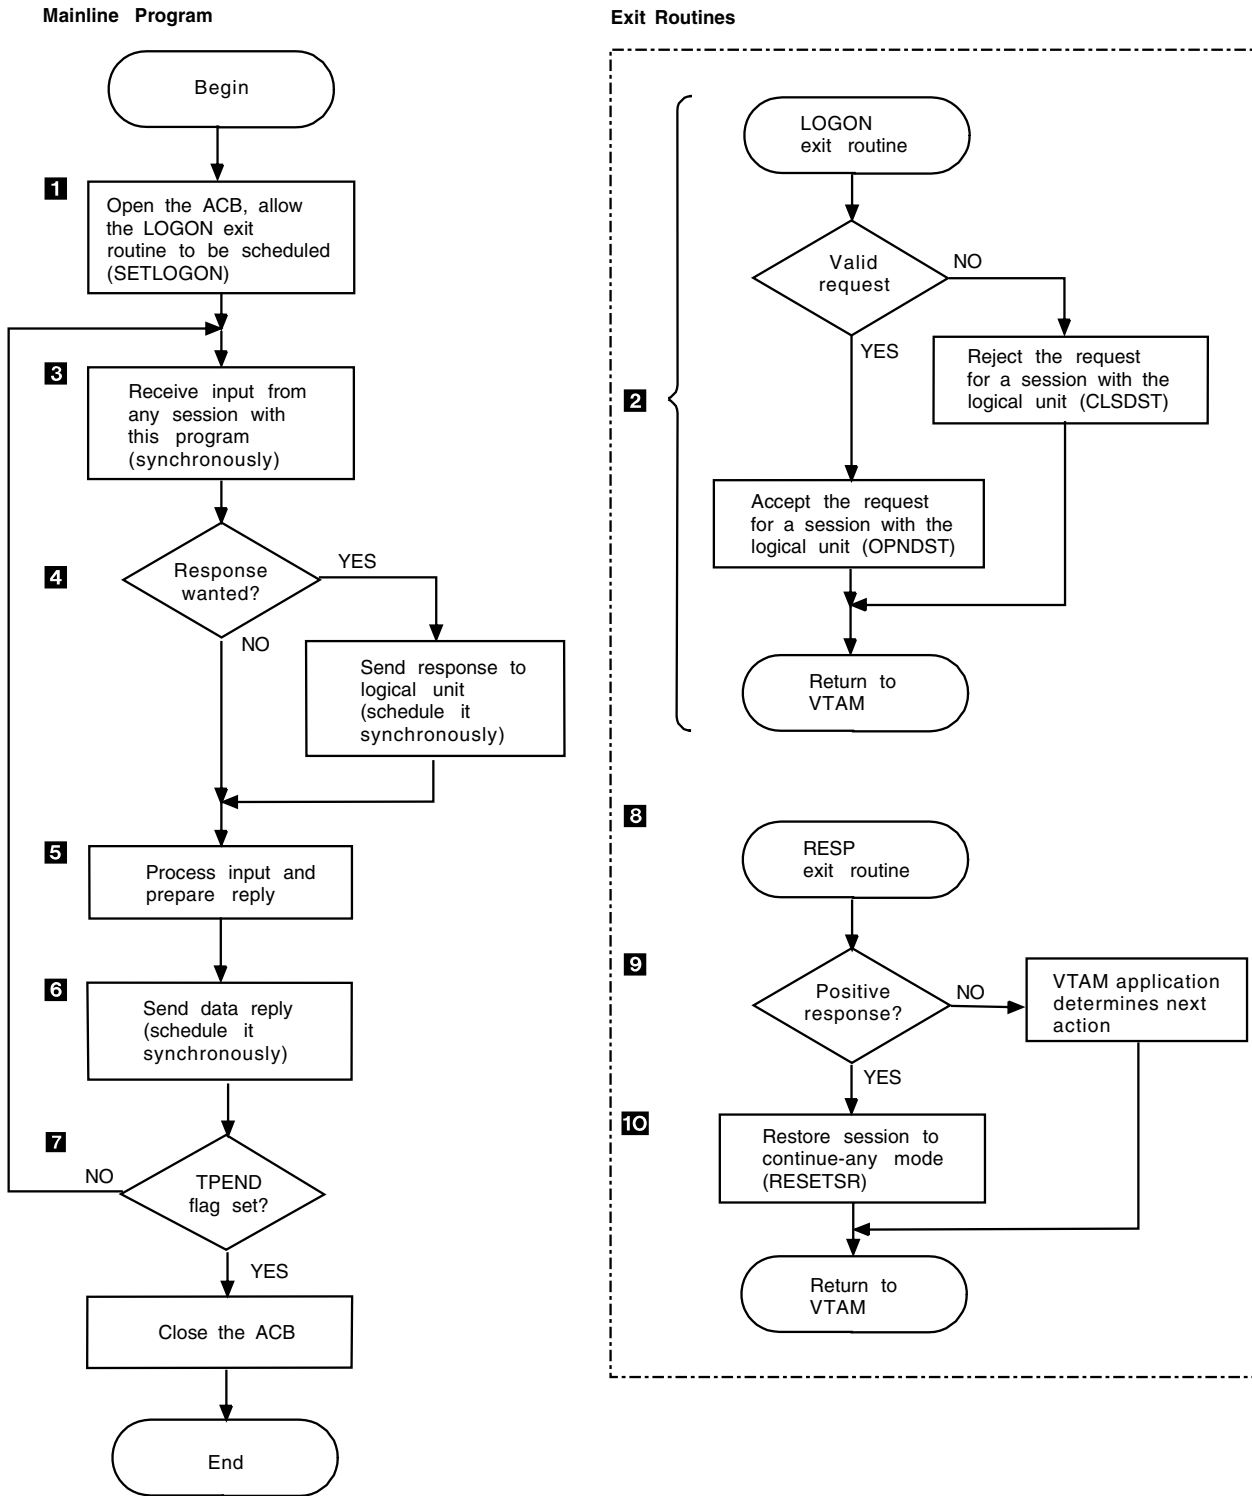 Mainline Program
Begin
1
Open the ACB, allow
the LOGON exit
routine to be scheduled
(SETLOGON)
3
Receive input from
any session with
this program
(synchronously)
4
Response
wanted?
YES
NO
Send response to
logical unit
(schedule it
synchronously)
5
Process input and
prepare reply
6
Send data reply
(schedule it
synchronously)
7
NO
TPEND
flag set?
YES
Close the ACB
End
Exit Routines
2
LOGON
exit routine
Valid
request
NO
YES
Reject the request
for a session with the
logical unit (CLSDST)
Accept the request
for a session with the
logical unit (OPNDST)
Return to
VTAM
8
RESP
exit routine
9
Positive
response?
NO
VTAM application
determines next
action
YES
10
Restore session to
continue-any mode
(RESETSR)
Return to
VTAM